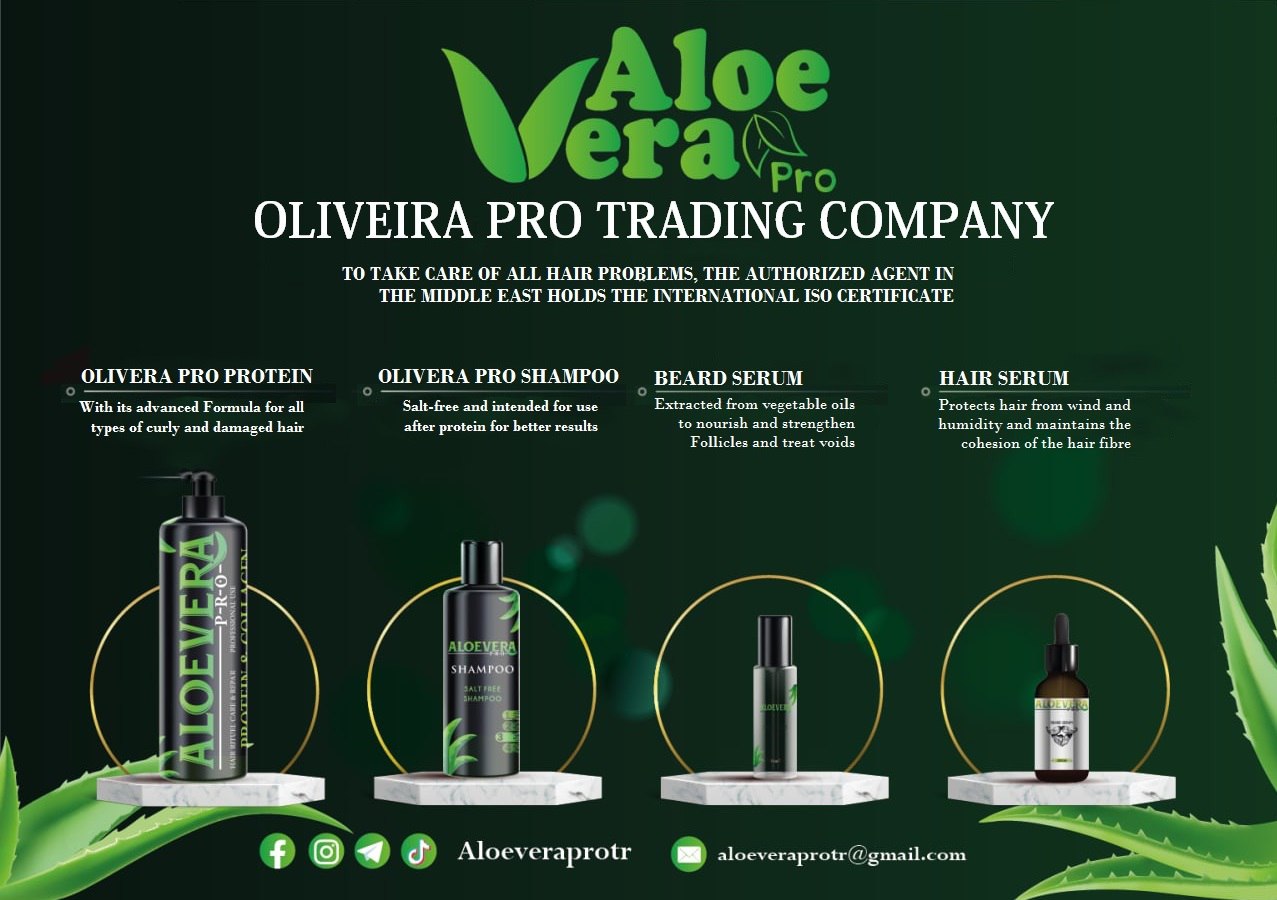 Aloe
Vera
Pro
OLIVEIRA PRO TRADING COMPANY
TO TAKE CARE OF ALL HAIR PROBLEMS, THE AUTHORIZED AGENT IN
THE MIDDLE EAST HOLDS THE INTERNATIONAL ISO CERTIFICATE
OLIVERA PRO PROTEIN
With its advanced Formula for all
types of curly and damaged hair
OLIVERA PRO SHAMPOO
Salt-free and intended for use
after protein for better results
BEARD SERUM
Extracted from vegetable oils
to nourish and strengthen
Follicles and treat voids
HAIR SERUM
Protects hair from wind and
humidity and maintains the
cohesion of the hair fibre
ALOEVERA
P-R-O-
PROFESSIONAL USE
HAIR RITUEL CARE & REPAIR
PROTEIN & COLLAGEN
ALOEVERA
PRO
SHAMPOO
SALT FREE
SHAMPOO
3
ALOEVERA
ALOEVERA
BEARD SERUM
Aloeveraprotr
aloeveraprotr@gmail.com